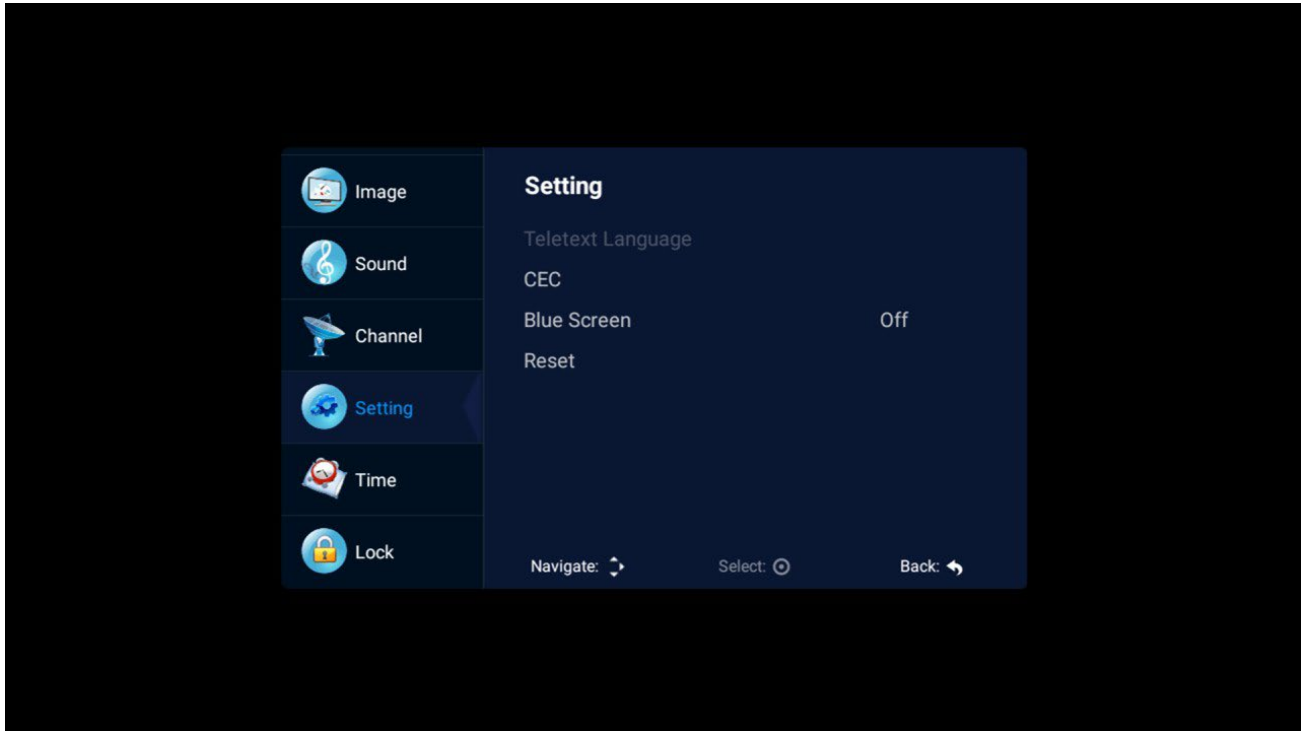 Image
Sound
Channel
Setting
Time
Lock
Setting
Teletext Language
CEC
Blue Screen Off
Reset
Navigate: Select: Back: